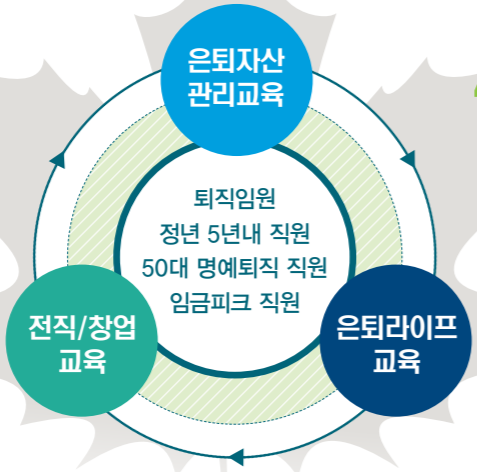 은퇴자산
관리교육
퇴직임원
정년 5년내 직원
50대 명예퇴직 직원
임금피크 직원
전직/창업
교육
은퇴라이프
교육